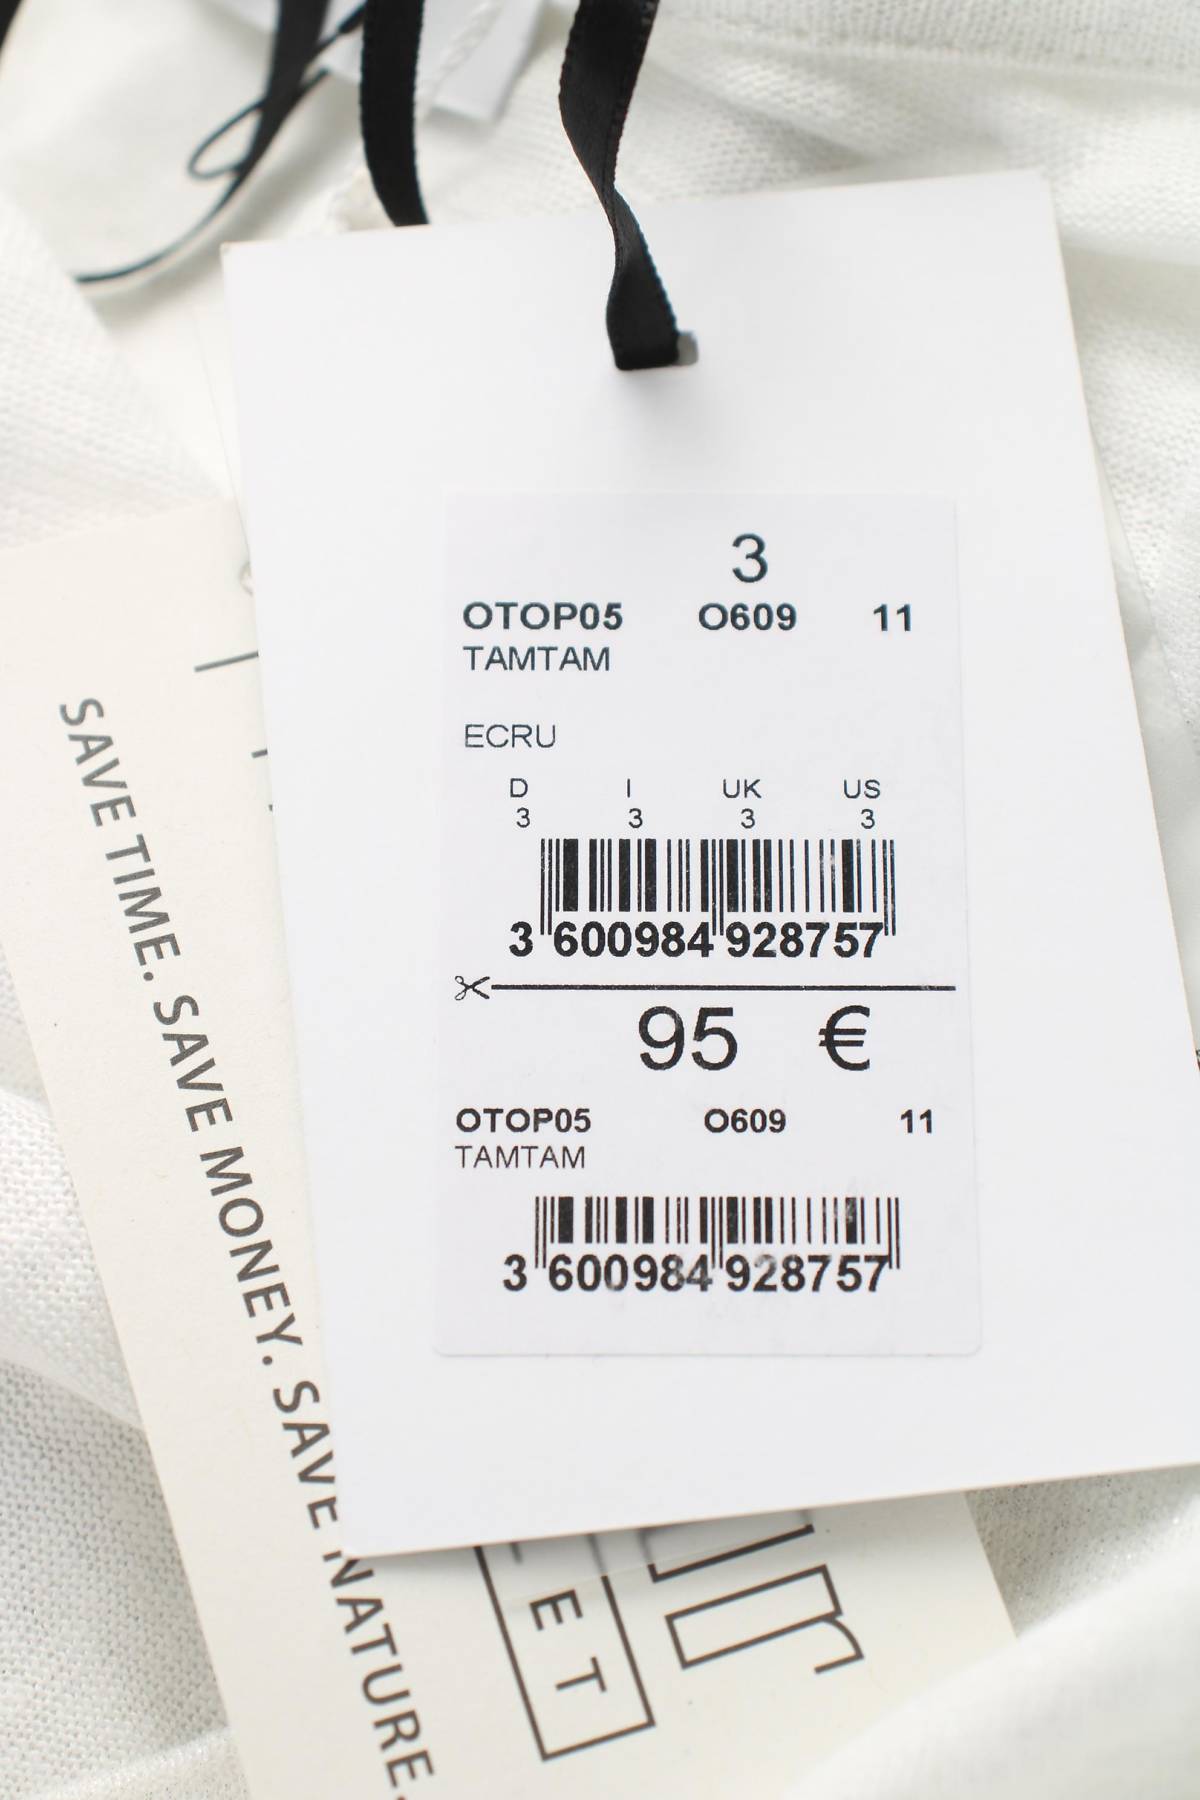 3
OTOP05 O609 11
TAMTAM
ECRU
D I UK US
3 3 3 3
3 600984 928757
95 €
OTOP05 O609 11
TAMTAM
3 600984 928757
SAVE TIME. SAVE MONEY. SAVE NATURE.